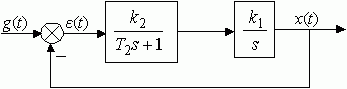 g(t) ε(t) k₂ k₁ x(t)
T₂s+1 s
−